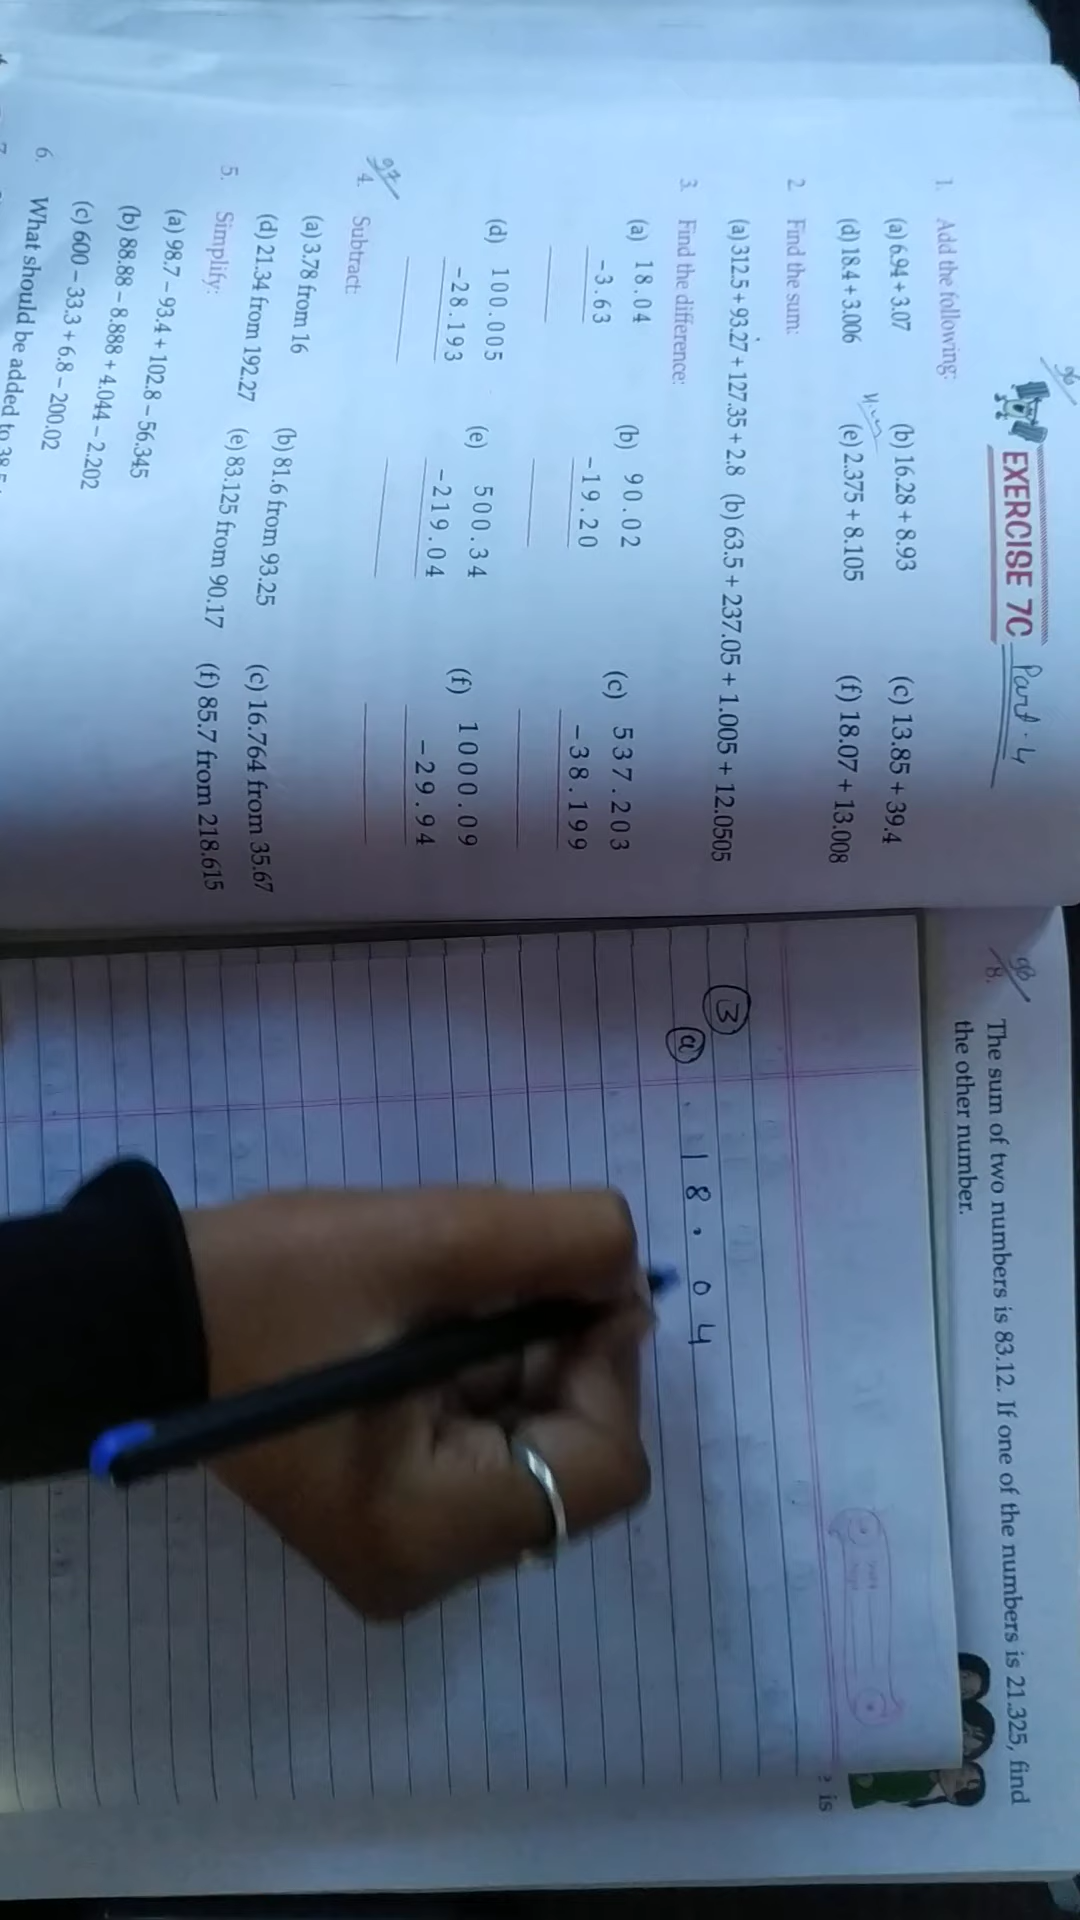 EXERCISE 7C Part - 4
1. Add the following:
(a) 6.94 + 3.07 (b) 16.28 + 8.93 (c) 13.85 + 39.4
(d) 18.4 + 3.006 (e) 2.375 + 8.105 (f) 18.07 + 13.008
2 Find the sum:
(a) 312.5 + 93.27 + 127.35 + 2.8 (b) 63.5 + 237.05 + 1.005 + 12.0505
3. Find the difference:
(a) 18.04 (b) 90.02 (c) 537.203
-3.63 -19.20 -38.199
(d) 100.005 (e) 500.34 (f) 1000.09
-28.193 -219.04 -29.94
4. Subtract:
(a) 3.78 from 16 (b) 81.6 from 93.25 (c) 16.764 from 35.67
(d) 21.34 from 192.27 (e) 83.125 from 90.17 (f) 85.7 from 218.615
5. Simplify:
(a) 98.7 – 93.4 + 102.8 – 56.345
(b) 88.88 – 8.888 + 4.044 – 2.202
(c) 600 – 33.3 + 6.8 – 200.02
6. What should be added to 38.5
8. The sum of two numbers is 83.12. If one of the numbers is 21.325, find
the other number.
is
3
a 18.04